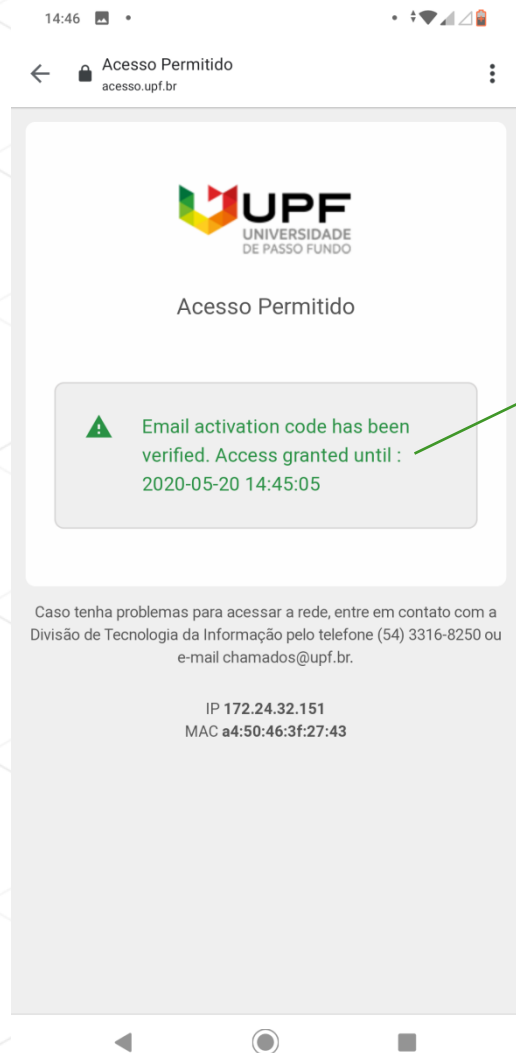 14:46
Acesso Permitido
acesso.upf.br
UPF
UNIVERSIDADE
DE PASSO FUNDO
Acesso Permitido
Email activation code has been
verified. Access granted until :
2020-05-20 14:45:05
Caso tenha problemas para acessar a rede, entre em contato com a
Divisão de Tecnologia da Informação pelo telefone (54) 3316-8250 ou
e-mail chamados@upf.br.
IP 172.24.32.151
MAC a4:50:46:3f:27:43